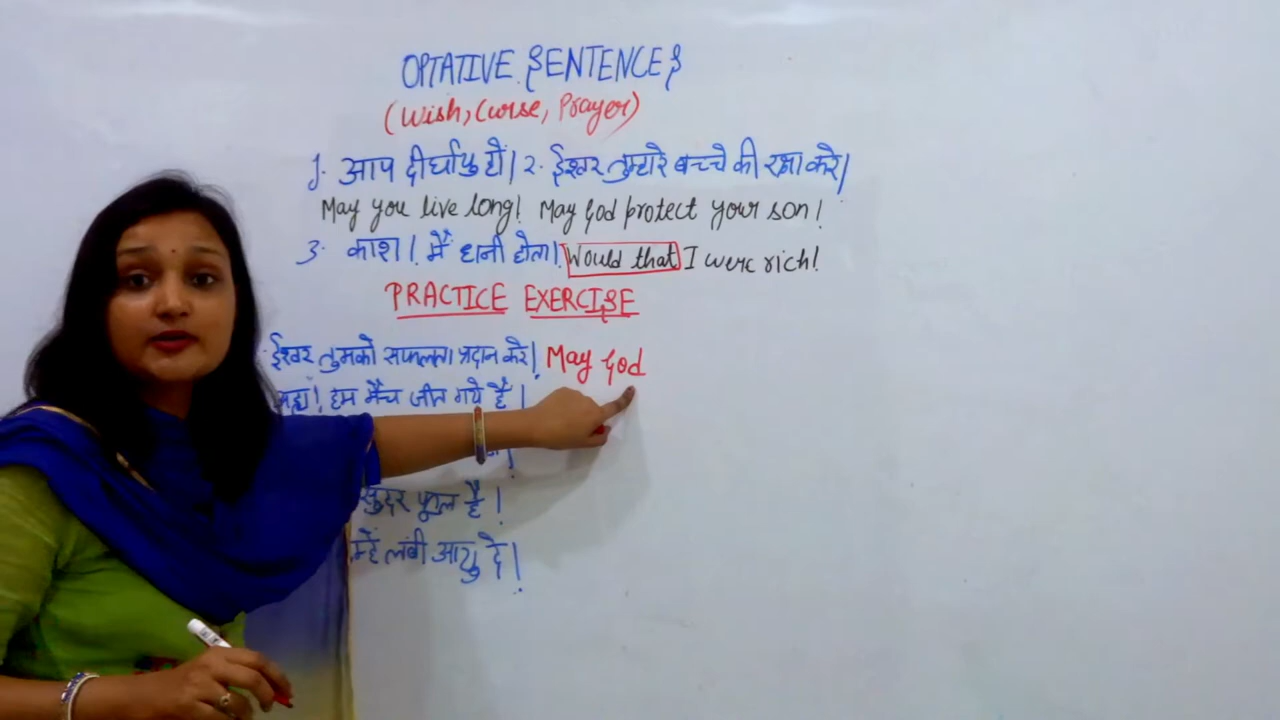 OPTATIVE SENTENCES
(Wish, Curse, Prayer)
1. आप दीर्घायु हों। 2. ईश्वर तुम्हारे बच्चे की रक्षा करे।
May you live long! May God protect your son!
3. काश! मैं धनी होता। Would that I were rich!
PRACTICE EXERCISE
ईश्वर तुमको सफलता प्रदान करे! May God
हम मैच जीत गये हैं!
सुंदर फूल है!
लंबी आयु दे!